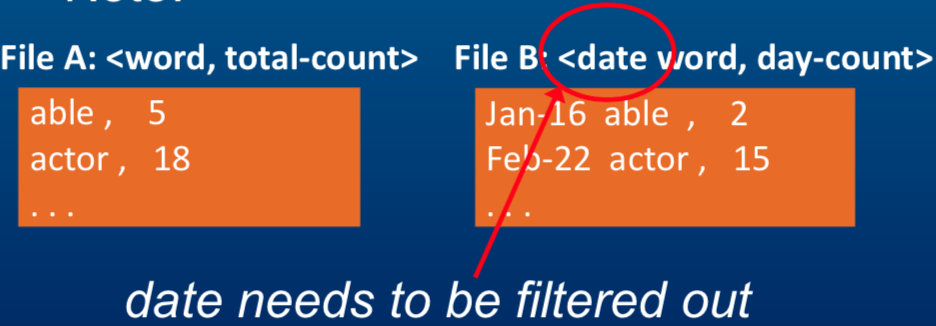 File A: <word, total-count>
File B: <date word, day-count>
able , 5
actor , 18
. . .
Jan-16 able , 2
Feb-22 actor , 15
. . .
date needs to be filtered out